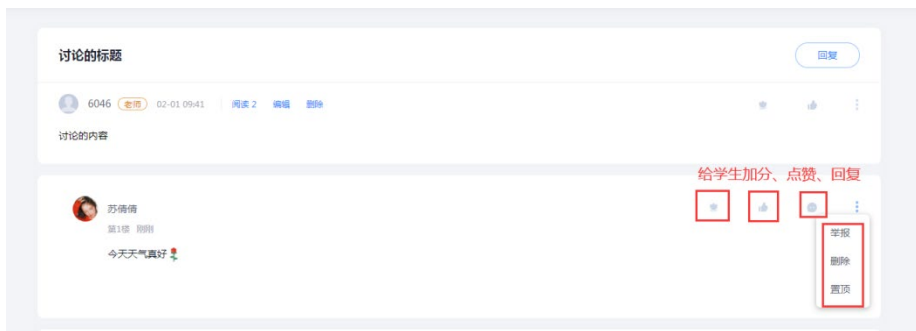 讨论的标题
回复
6046 老师 02-01 09:41 阅读 2 编辑 删除
讨论的内容
给学生加分、点赞、回复
苏倩倩
第1楼 刚刚
今天天气真好
举报
删除
置顶